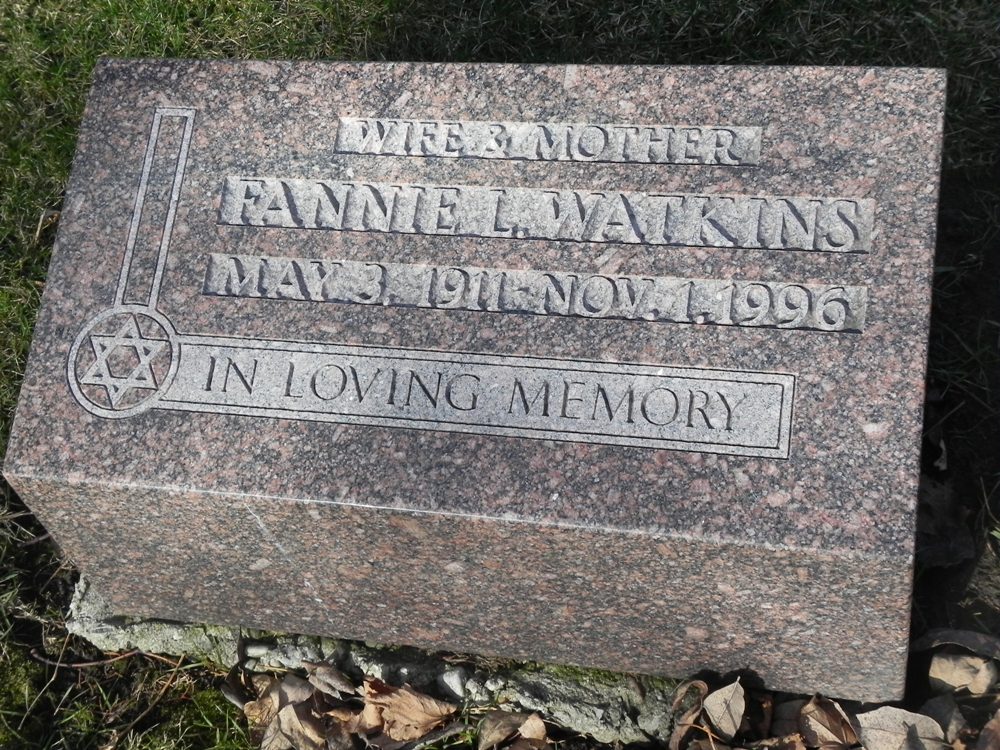 WIFE & MOTHER
FANNIE L. WATKINS
MAY 3, 1911-NOV. 1. 1996
IN LOVING MEMORY